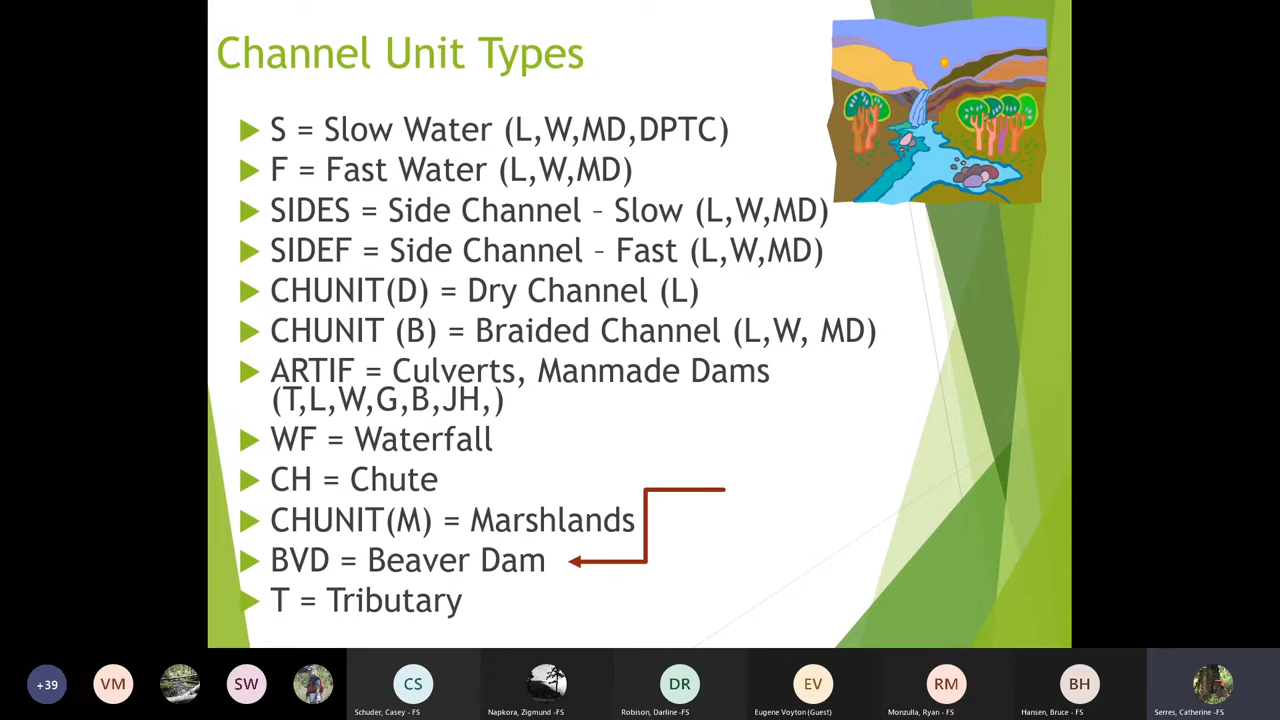 Channel Unit Types
S = Slow Water (L,W,MD,DPTC)
F = Fast Water (L,W,MD)
SIDES = Side Channel – Slow (L,W,MD)
SIDEF = Side Channel – Fast (L,W,MD)
CHUNIT(D) = Dry Channel (L)
CHUNIT (B) = Braided Channel (L,W, MD)
ARTIF = Culverts, Manmade Dams
(T,L,W,G,B,JH,)
WF = Waterfall
CH = Chute
CHUNIT(M) = Marshlands
BVD = Beaver Dam
T = Tributary
+39 VM SW CS DR EV RM BH
Schuder, Casey - FS Napkora, Zigmund -FS Robison, Darline -FS Eugene Voyton (Guest) Monzulla, Ryan - FS Hansen, Bruce - FS Serres, Catherine -FS